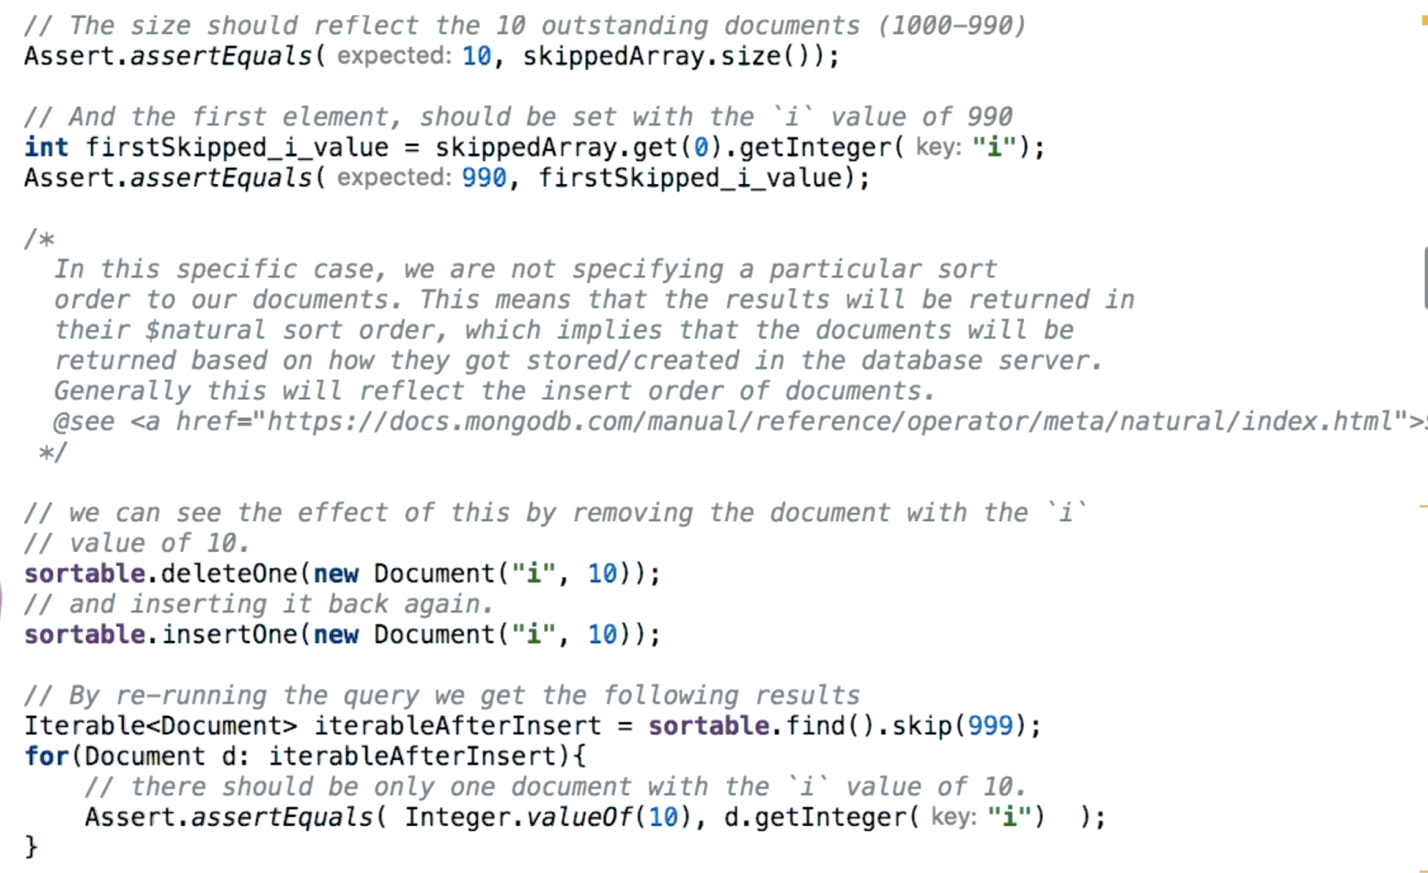 // The size should reflect the 10 outstanding documents (1000-990)
Assert.assertEquals( expected: 10, skippedArray.size());
// And the first element, should be set with the `i` value of 990
int firstSkipped_i_value = skippedArray.get(0).getInteger( key: "i");
Assert.assertEquals( expected: 990, firstSkipped_i_value);
/*
In this specific case, we are not specifying a particular sort
order to our documents. This means that the results will be returned in
their $natural sort order, which implies that the documents will be
returned based on how they got stored/created in the database server.
Generally this will reflect the insert order of documents.
@see <a href="https://docs.mongodb.com/manual/reference/operator/meta/natural/index.html">
*/
// we can see the effect of this by removing the document with the `i`
// value of 10.
sortable.deleteOne(new Document("i", 10));
// and inserting it back again.
sortable.insertOne(new Document("i", 10));
// By re-running the query we get the following results
Iterable<Document> iterableAfterInsert = sortable.find().skip(999);
for(Document d: iterableAfterInsert){
// there should be only one document with the `i` value of 10.
Assert.assertEquals( Integer.valueOf(10), d.getInteger( key: "i")  );
}